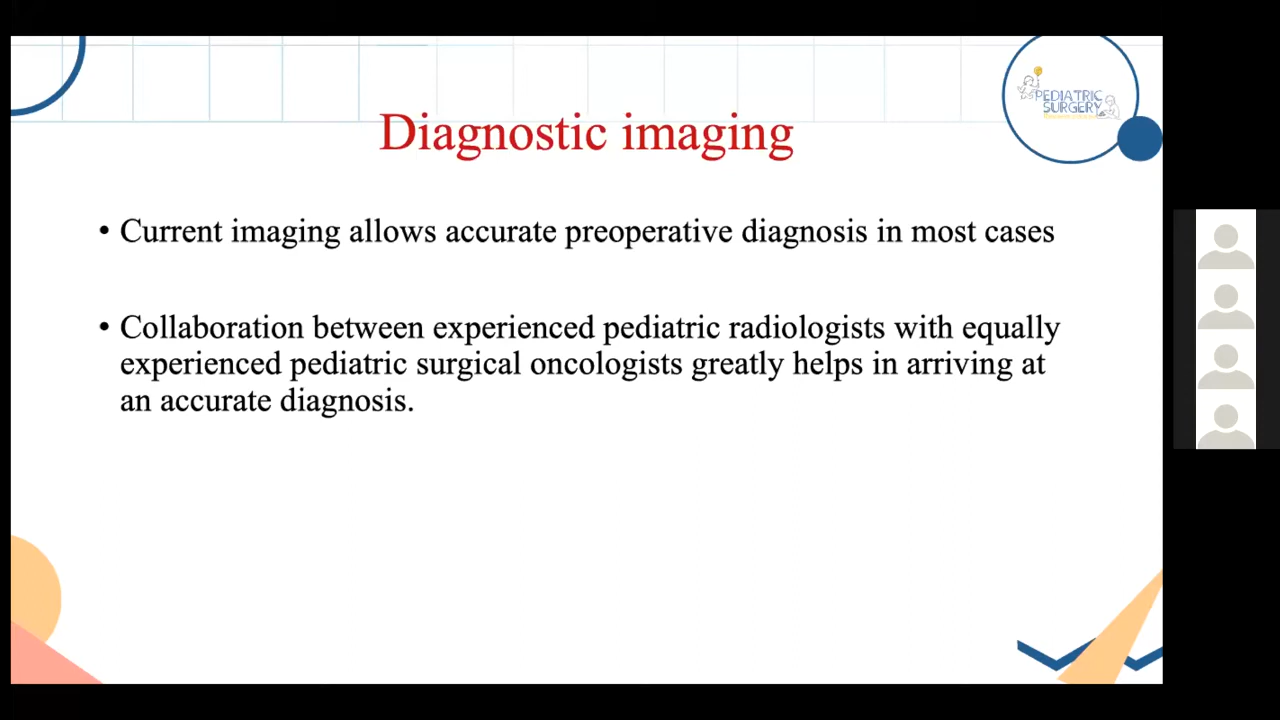 PEDIATRIC
SURGERY
Diagnostic imaging
• Current imaging allows accurate preoperative diagnosis in most cases
• Collaboration between experienced pediatric radiologists with equally
experienced pediatric surgical oncologists greatly helps in arriving at
an accurate diagnosis.